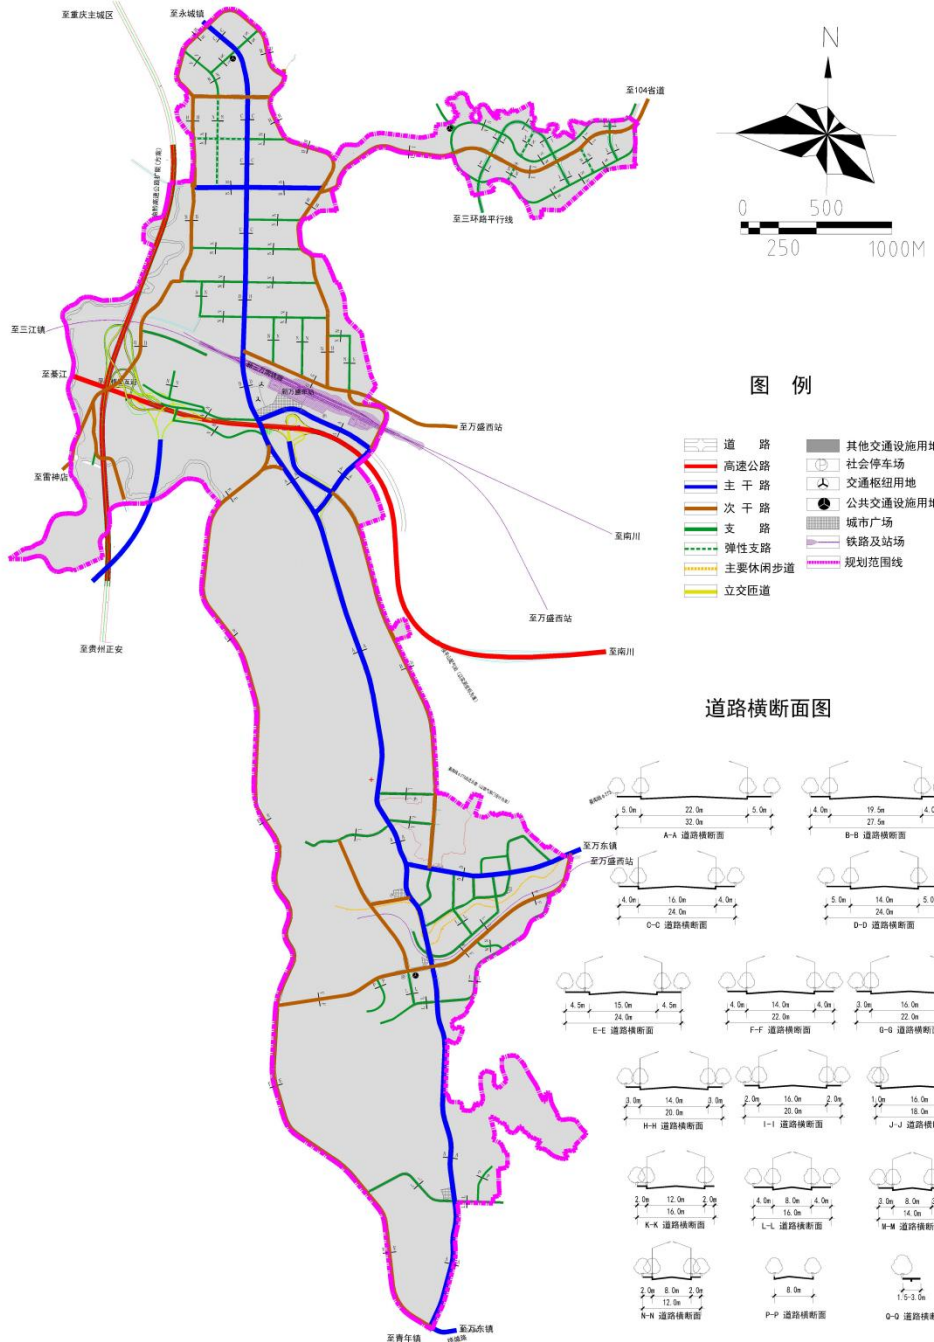 至重庆主城区
至永城镇
N
至104省道
至三环路平行线
0 500
250 1000M
至三江镇
至綦江
至万盛西站
至雷神店
至南川
至万盛西站
至南川
至贵州正安
图 例
道 路
高速公路
主 干 路
次 干 路
支 路
弹性支路
主要休闲步道
立交匝道
其他交通设施用地
社会停车场
交通枢纽用地
公共交通设施用地
城市广场
铁路及站场
规划范围线
道路横断面图
5.0m 22.0m 5.0m
32.0m
A-A 道路横断面
4.0m 19.5m 4.0
27.5m
B-B 道路横断面
4.0m 16.0m 4.0m
24.0m
C-C 道路横断面
5.0m 14.0m 5.0
24.0m
D-D 道路横断面
4.5m 15.0m 4.5m
24.0m
E-E 道路横断面
4.0m 14.0m 4.0m
22.0m
F-F 道路横断面
3.0m 16.0m
22.0m
G-G 道路横断面
3.0m 14.0m 3.0m
20.0m
H-H 道路横断面
2.0m 16.0m 2.0m
20.0m
I-I 道路横断面
1.0m 16.0m
18.0m
J-J 道路横断
2.0m 12.0m 2.0m
16.0m
K-K 道路横断面
4.0m 8.0m 4.0m
16.0m
L-L 道路横断面
3.0m 8.0m
14.0m
M-M 道路横断面
2.0m 8.0m 2.0m
12.0m
N-N 道路横断面
8.0m
P-P 道路横断面
1.5-3.0m
Q-Q 道路横断
至万东镇
至万盛西站
至万东镇
至青年镇